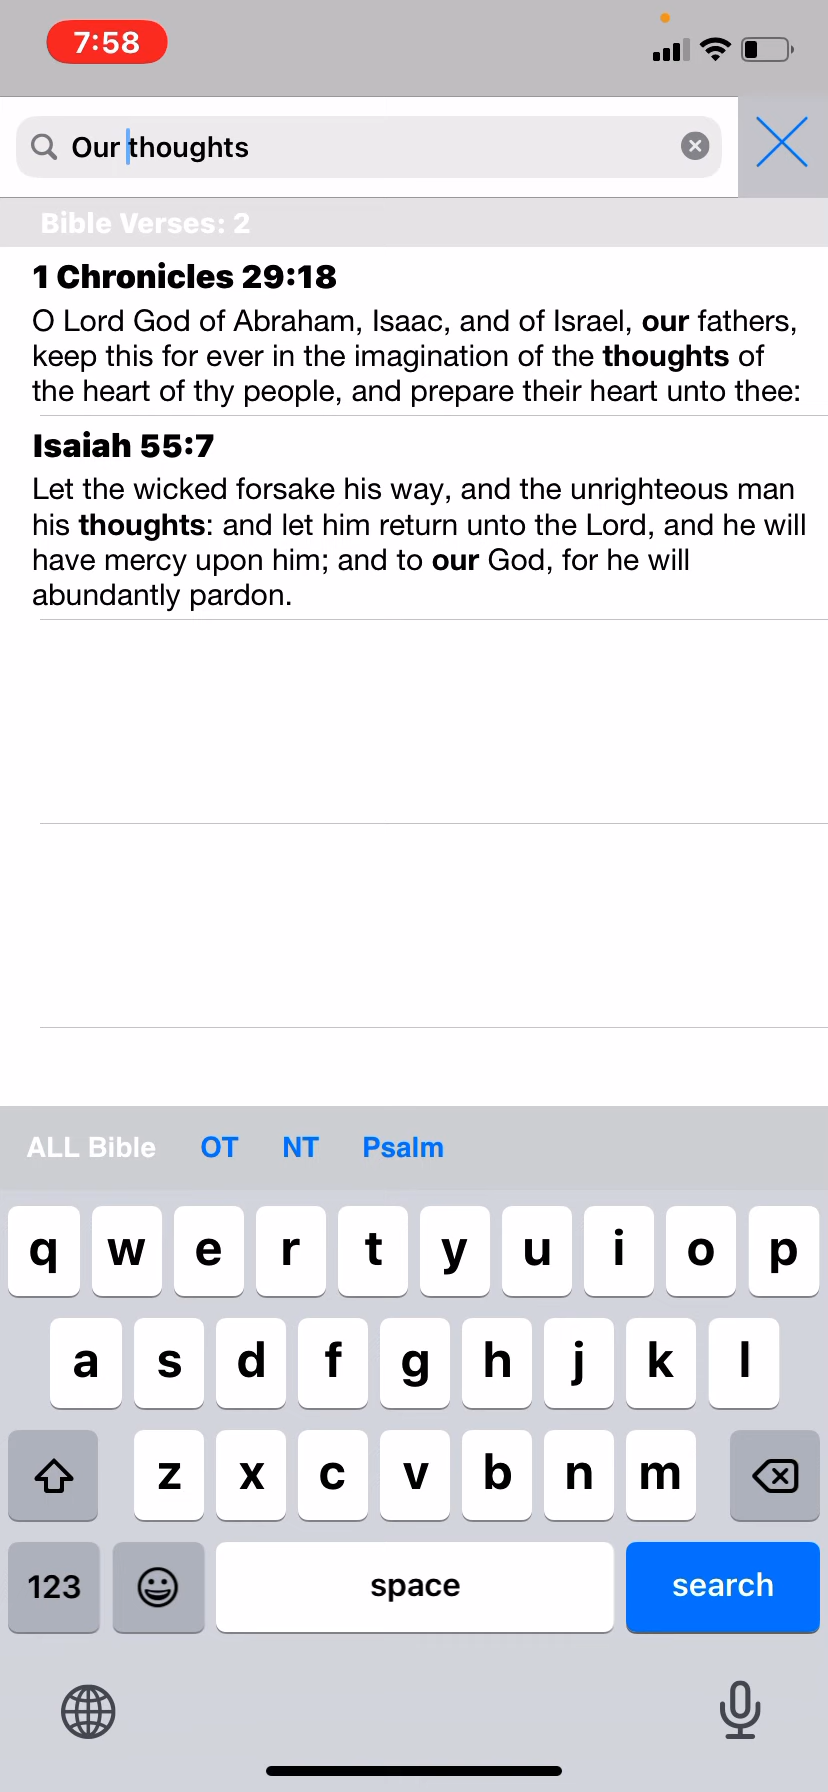 7:58
Our thoughts
Bible Verses: 2
1 Chronicles 29:18
O Lord God of Abraham, Isaac, and of Israel, our fathers,
keep this for ever in the imagination of the thoughts of
the heart of thy people, and prepare their heart unto thee:
Isaiah 55:7
Let the wicked forsake his way, and the unrighteous man
his thoughts: and let him return unto the Lord, and he will
have mercy upon him; and to our God, for he will
abundantly pardon.
ALL Bible OT NT Psalm
q w e r t y u i o p
a s d f g h j k l
z x c v b n m
123 space search